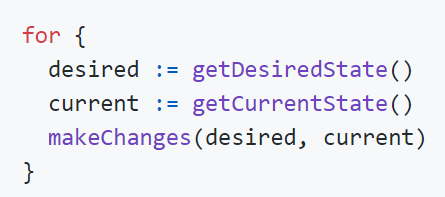 for {
  desired := getDesiredState()
  current := getCurrentState()
  makeChanges(desired, current)
}